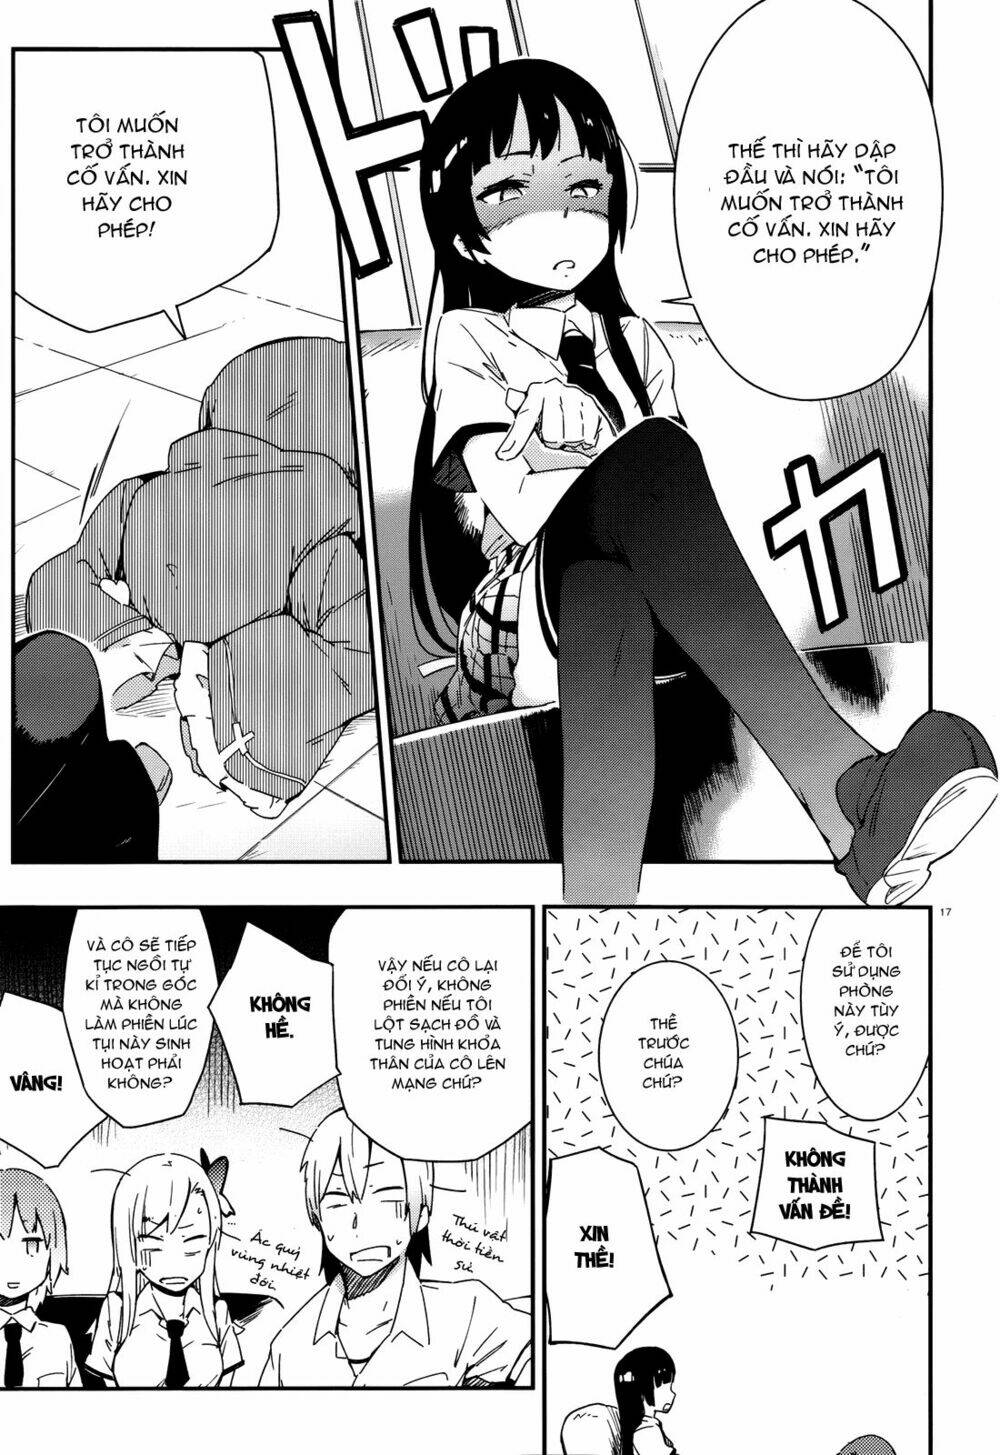 ドドン
THẾ THÌ HÃY DẬP
ĐẦU VÀ NÓI: "TÔI
MUỐN TRỞ THÀNH
CỐ VẤN. XIN HÃY
CHO PHÉP."
カ
TÔI MUỐN
TRỞ THÀNH
CỐ VẤN. XIN
HÃY CHO
PHÉP!
17
ĐỂ TÔI
SỬ DỤNG
PHÒNG
NÀY TÙY
Ý, ĐƯỢC
CHỨ?
KHÔNG
THÀNH
VẤN ĐỀ!
THỀ
TRƯỚC
CHÚA
CHỨ?
XIN
THỀ!
VẬY NẾU CÔ LẠI
ĐỔI Ý, KHÔNG
PHIỀN NẾU TÔI
LỘT SẠCH ĐỒ VÀ
TUNG HÌNH KHỎA
THÂN CỦA CÔ LÊN
MẠNG CHỨ?
KHÔNG
HỀ.
VÀ CÔ SẼ TIẾP
TỤC NGỒI TỰ
KỈ TRONG GÓC
MÀ KHÔNG
LÀM PHIỀN LÚC
TỤI NÀY SINH
HOẠT PHẢI
KHÔNG?
VÂNG!
Thú vật
thời tiền
sử
Ác quỷ
vùng nhiệt
đới